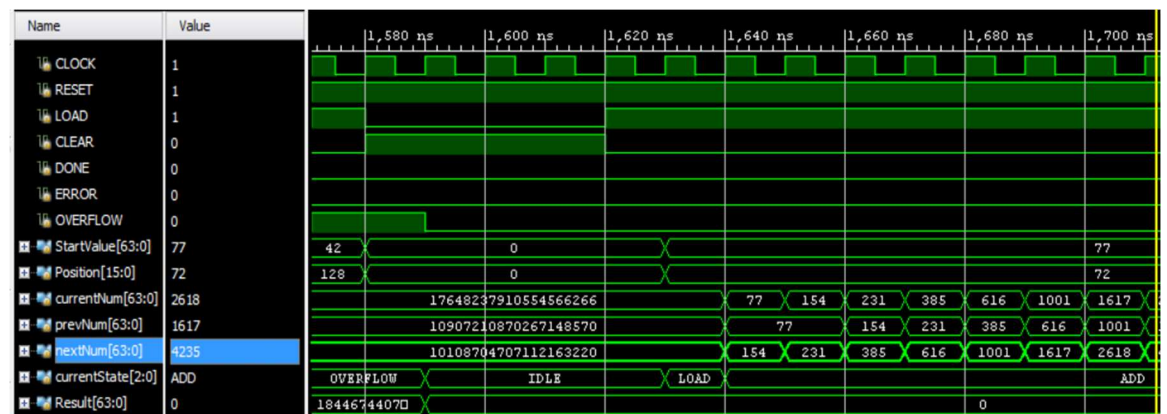 Name Value 1,580 ns 1,600 ns 1,620 ns 1,640 ns 1,660 ns 1,680 ns 1,700 ns
CLOCK 1
RESET 1
LOAD 1
CLEAR 0
DONE 0
ERROR 0
OVERFLOW 0
StartValue[63:0] 77 42 0 77
Position[15:0] 72 128 0 72
currentNum[63:0] 2618 17648237910554566266 77 154 231 385 616 1001 1617
prevNum[63:0] 1617 10907210870267148570 77 154 231 385 616 1001
nextNum[63:0] 4235 10108704707112163220 154 231 385 616 1001 1617 2618
currentState[2:0] ADD OVERFLOW IDLE LOAD ADD
Result[63:0] 0 1844674407 0